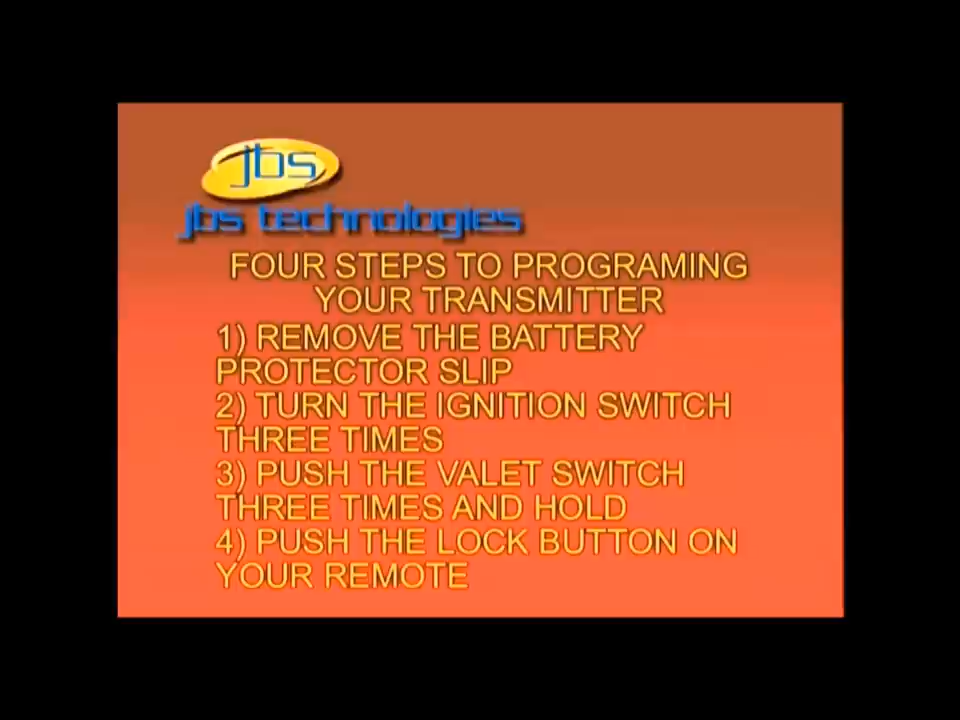 jbs
jbs technologies
FOUR STEPS TO PROGRAMING
YOUR TRANSMITTER
1) REMOVE THE BATTERY
PROTECTOR SLIP
2) TURN THE IGNITION SWITCH
THREE TIMES
3) PUSH THE VALET SWITCH
THREE TIMES AND HOLD
4) PUSH THE LOCK BUTTON ON
YOUR REMOTE